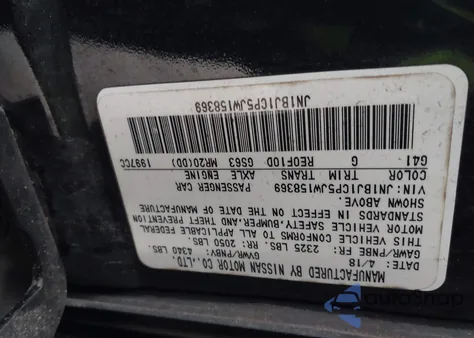 MANUFACTURED BY NISSAN MOTOR CO.,LTD.
DATE: 4/18 GVWR/PNBV: 4340 LBS.
GAWR/PNBE FR: 2325 LBS. RR: 2050 LBS.
THIS VEHICLE CONFORMS TO ALL APPLICABLE FEDERAL
MOTOR VEHICLE SAFETY, BUMPER, AND THEFT PREVENTION
STANDARDS IN EFFECT ON THE DATE OF MANUFACTURE
SHOWN ABOVE.
VIN: JN1BJ1CP5JW158369 PASSENGER CAR
COLOR TRIM TRANS AXLE ENGINE
G41 G RE0F10D GS63 MR20(DD) 1997CC
JN1BJ1CP5JW158369
autoSnap